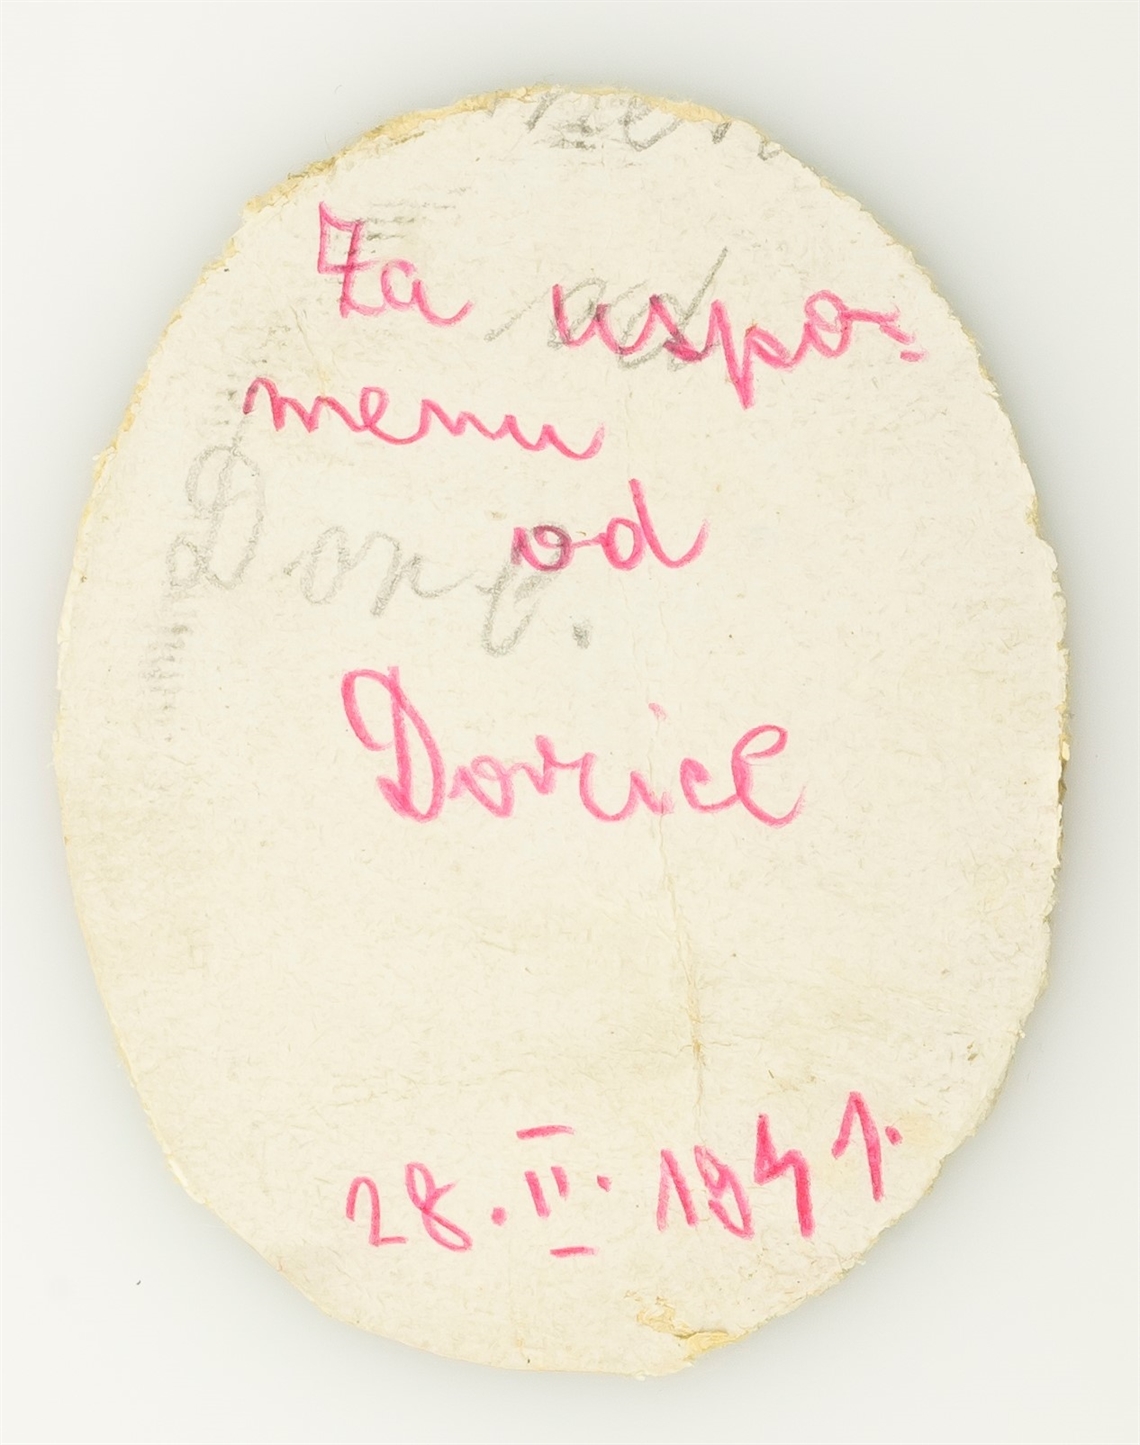 Za uspo-
menu
od
Dorice
28. II. 1941.